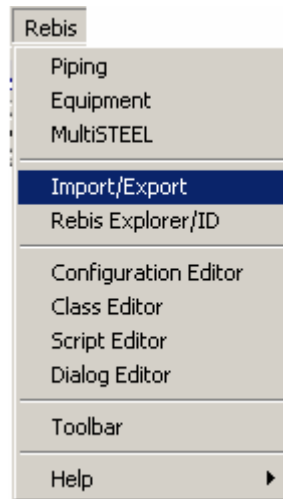 Rebis
Piping
Equipment
MultiSTEEL
Import/Export
Rebis Explorer/ID
Configuration Editor
Class Editor
Script Editor
Dialog Editor
Toolbar
Help